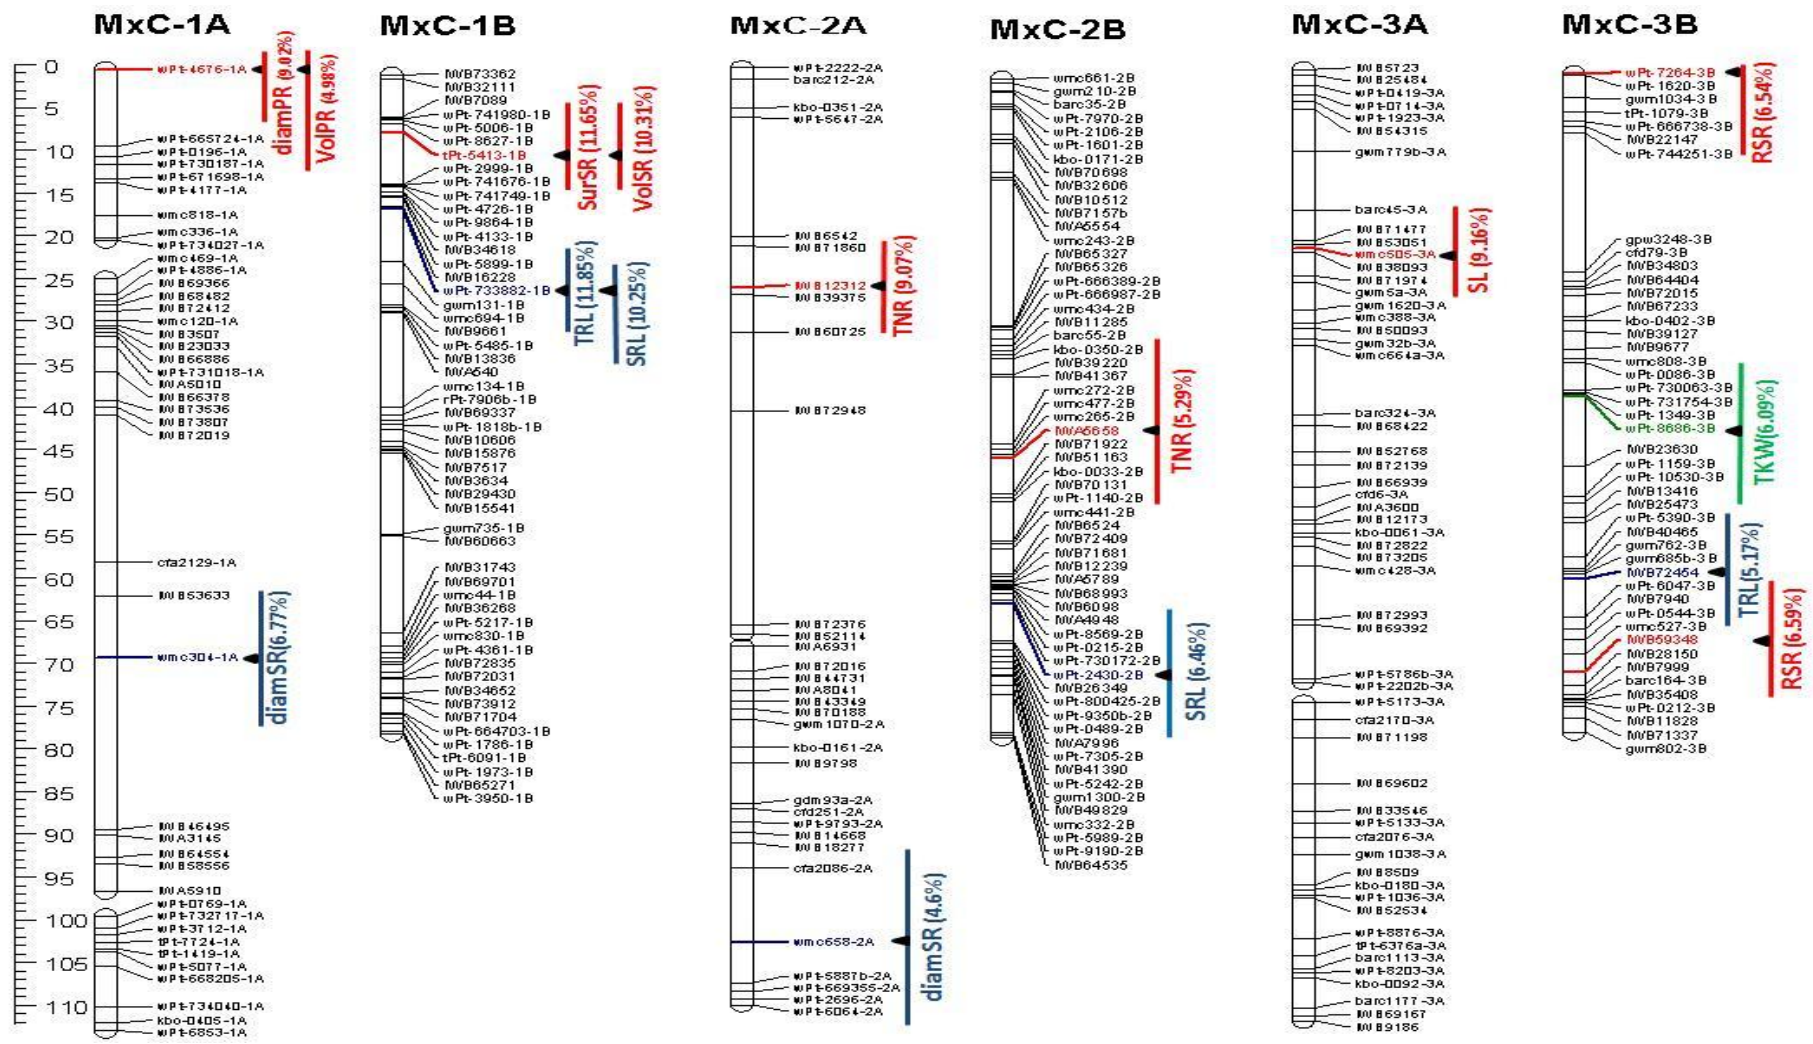 MxC-1A
MxC-1B
MxC-2A
MxC-2B
MxC-3A
MxC-3B
0
5
10
15
20
25
30
35
40
45
50
55
60
65
70
75
80
85
90
95
100
105
110
wPt-4676-1A
wPt-665724-1A
wPt-0196-1A
wPt-730187-1A
wPt-671698-1A
wPt-4177-1A
wmc818-1A
wmc336-1A
wPt-734027-1A
wmc469-1A
wPt-4886-1A
IWB69366
IWB68482
IWB72412
wmc120-1A
IWB3507
IWB23033
IWB66886
wPt-731018-1A
IWA5010
IWB66378
IWB73536
IWB73807
IWB72019
cfa2129-1A
IWB53633
wmc304-1A
IWB46495
IWA3145
IWB64554
IWB58556
IWA5910
wPt-0769-1A
wPt-732717-1A
wPt-3712-1A
tPt-7724-1A
tPt-1419-1A
wPt-5077-1A
wPt-668205-1A
wPt-734040-1A
kbo-0405-1A
wPt-6853-1A
diamPR (9.02%)
VolPR (4.98%)
diamSR(6.77%)
IWB73362
IWB32111
IWB7089
wPt-741980-1B
wPt-5006-1B
wPt-8627-1B
tPt-5413-1B
wPt-2999-1B
wPt-741676-1B
wPt-741749-1B
wPt-4726-1B
wPt-9864-1B
wPt-4133-1B
IWB34618
wPt-5899-1B
IWB16228
wPt-733882-1B
gwm131-1B
wmc694-1B
IWB9661
wPt-5485-1B
IWB13836
IWA540
wmc134-1B
rPt-7906b-1B
IWB69337
wPt-1818b-1B
IWB10606
IWB15876
IWB7517
IWB3634
IWB29430
IWB15541
gwm735-1B
IWB60663
IWB31743
IWB69701
wmc44-1B
IWB36268
wPt-5217-1B
wmc830-1B
wPt-4361-1B
IWB72835
IWB72031
IWB34652
IWB73912
IWB71704
wPt-664703-1B
wPt-1786-1B
tPt-6091-1B
wPt-1973-1B
IWB65271
wPt-3950-1B
SurSR (11.65%)
VolSR (10.31%)
TRL (11.85%)
SRL (10.25%)
wPt-2222-2A
barc212-2A
kbo-0351-2A
wPt-5647-2A
IWB6542
IWB71860
IWB12312
IWB39375
IWB60725
IWB72948
IWB72376
IWB52114
IWA6931
IWB72016
IWB44731
IWA8041
IWB43349
IWB70188
gwm1070-2A
kbo-0161-2A
IWB9798
gdm93a-2A
cfd251-2A
wPt-9793-2A
IWB14668
IWB18277
cfa2086-2A
wmc658-2A
wPt-5887b-2A
wPt-669355-2A
wPt-2696-2A
wPt-6064-2A
TNR (9.07%)
diamSR (4.6%)
wmc661-2B
gwm210-2B
barc35-2B
wPt-7970-2B
wPt-2106-2B
wPt-1601-2B
kbo-0171-2B
IWB70698
IWB32606
IWB10512
IWB7157b
IWA5554
wmc243-2B
IWB65327
IWB65326
wPt-666389-2B
wPt-666987-2B
wmc434-2B
IWB11285
barc55-2B
kbo-0350-2B
IWB39220
IWB41367
wmc272-2B
wmc477-2B
wmc265-2B
IWA5658
IWB71922
IWB51163
kbo-0033-2B
IWB70131
wPt-1140-2B
wmc441-2B
IWB6524
IWB72409
IWB71681
IWB12239
IWA5789
IWB68993
IWB6098
IWA4948
wPt-8569-2B
wPt-0215-2B
wPt-730172-2B
wPt-2430-2B
IWB26349
wPt-800425-2B
wPt-9350b-2B
wPt-0489-2B
IWA7996
wPt-7305-2B
IWB41390
wPt-5242-2B
gwm1300-2B
IWB49829
wmc332-2B
wPt-5989-2B
wPt-9190-2B
IWB64535
TNR (5.29%)
SRL (6.46%)
IWB5723
IWB25484
wPt-0419-3A
wPt-0714-3A
wPt-1923-3A
IWB54315
gwm779b-3A
barc45-3A
IWB71477
IWB53051
wmc505-3A
IWB38093
IWB71974
gwm5a-3A
gwm1620-3A
wmc388-3A
IWB50093
gwm32b-3A
wmc664a-3A
barc324-3A
IWB68422
IWB52768
IWB72139
IWB66939
cfd6-3A
IWA3600
IWB12173
kbo-0061-3A
IWB72822
IWB73205
wmc428-3A
IWB72993
IWB69392
wPt-5786b-3A
wPt-2202b-3A
wPt-5173-3A
cfa2170-3A
IWB71198
IWB69602
IWB33546
wPt-5133-3A
cfa2076-3A
gwm1038-3A
IWB8509
kbo-0180-3A
wPt-1036-3A
IWB52534
wPt-8876-3A
tPt-6376a-3A
barc1113-3A
wPt-8203-3A
kbo-0092-3A
barc1177-3A
IWB69167
IWB9186
SL (9.16%)
wPt-7264-3B
wPt-1620-3B
gwm1034-3B
tPt-1079-3B
wPt-666738-3B
IWB22147
wPt-744251-3B
gpw3248-3B
cfd79-3B
IWB34803
IWB64404
IWB72015
IWB67233
kbo-0402-3B
IWB39127
IWB9677
wmc808-3B
wPt-0086-3B
wPt-730063-3B
wPt-731754-3B
wPt-1349-3B
wPt-8686-3B
IWB23630
wPt-1159-3B
wPt-10530-3B
IWB13416
IWB25473
wPt-5390-3B
IWB40465
gwm762-3B
gwm685b-3B
IWB72454
wPt-6047-3B
IWB7940
wPt-0544-3B
wmc527-3B
IWB59348
IWB28150
IWB7999
barc164-3B
IWB35408
wPt-0212-3B
IWB11828
IWB71337
gwm802-3B
RSR (6.54%)
TKW(6.09%)
TRL(5.17%)
RSR (6.59%)